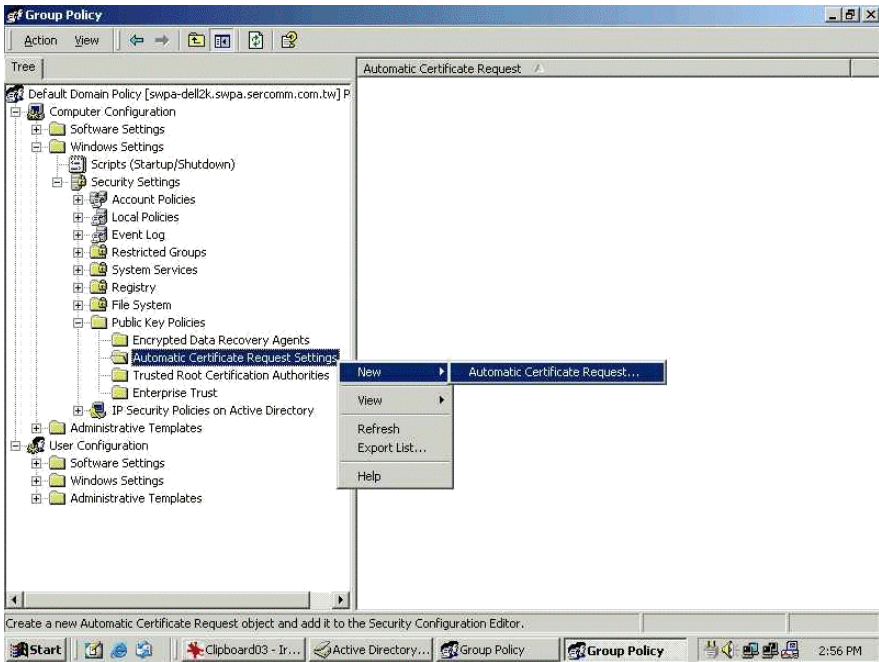 Group Policy
Action View
Tree
Automatic Certificate Request
Default Domain Policy [swpa-dell2k.swpa.sercomm.com.tw] P
Computer Configuration
Software Settings
Windows Settings
Scripts (Startup/Shutdown)
Security Settings
Account Policies
Local Policies
Event Log
Restricted Groups
System Services
Registry
File System
Public Key Policies
Encrypted Data Recovery Agents
Automatic Certificate Request Settings
Trusted Root Certification Authorities
Enterprise Trust
IP Security Policies on Active Directory
Administrative Templates
User Configuration
Software Settings
Windows Settings
Administrative Templates
New
Automatic Certificate Request...
View
Refresh
Export List...
Help
Create a new Automatic Certificate Request object and add it to the Security Configuration Editor.
Start
Clipboard03 - Ir...
Active Directory...
Group Policy
Group Policy
2:56 PM